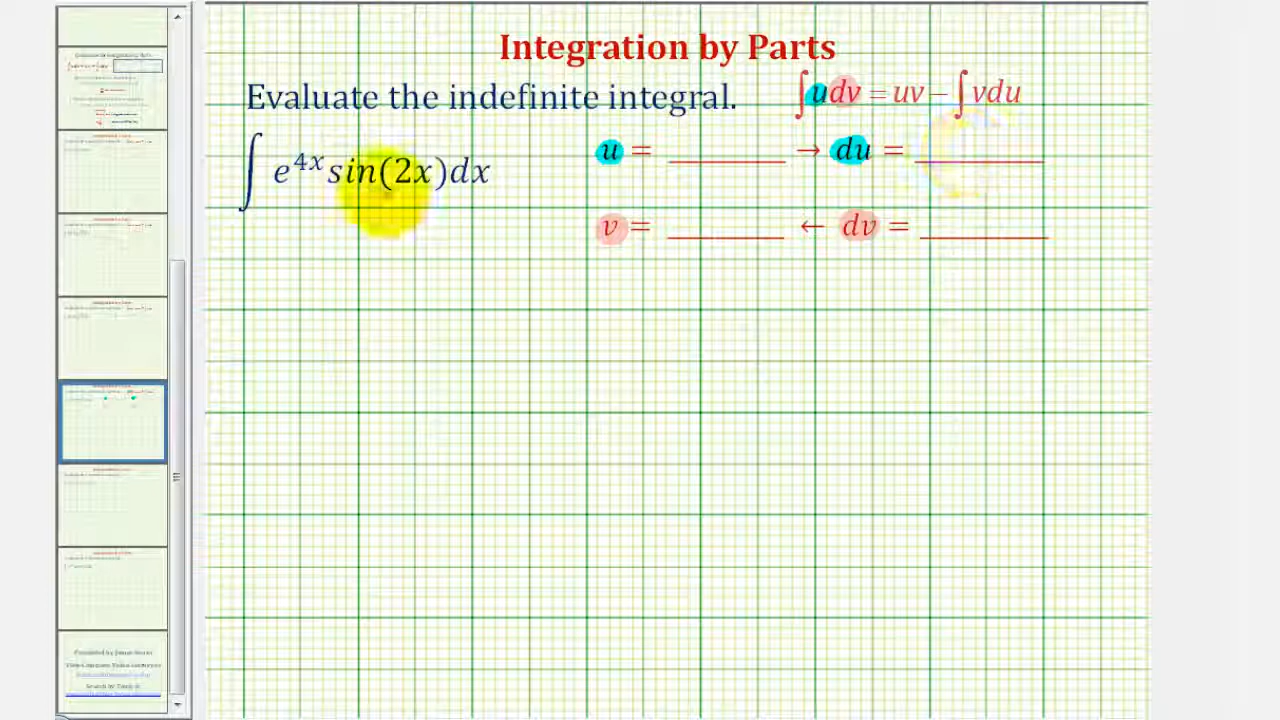 Integration by Parts
Evaluate the indefinite integral.
∫udv = uv − ∫vdu
∫ e^{4x} sin(2x)dx
u = ________ → du = ________
v = ________ ← dv = ________